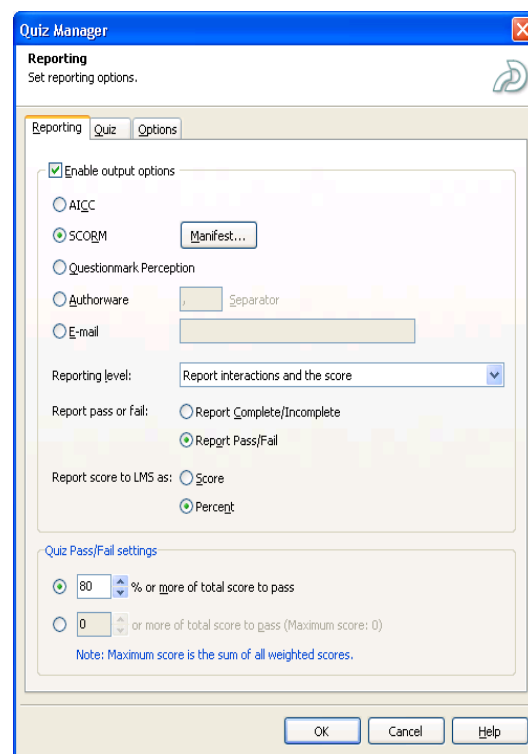 Quiz Manager
Reporting
Set reporting options.
Reporting Quiz Options
Enable output options
AICC
SCORM Manifest...
Questionmark Perception
Authorware , Separator
E-mail
Reporting level: Report interactions and the score
Report pass or fail: Report Complete/Incomplete
Report Pass/Fail
Report score to LMS as: Score
Percent
Quiz Pass/Fail settings
80 % or more of total score to pass
0 or more of total score to pass (Maximum score: 0)
Note: Maximum score is the sum of all weighted scores.
OK Cancel Help